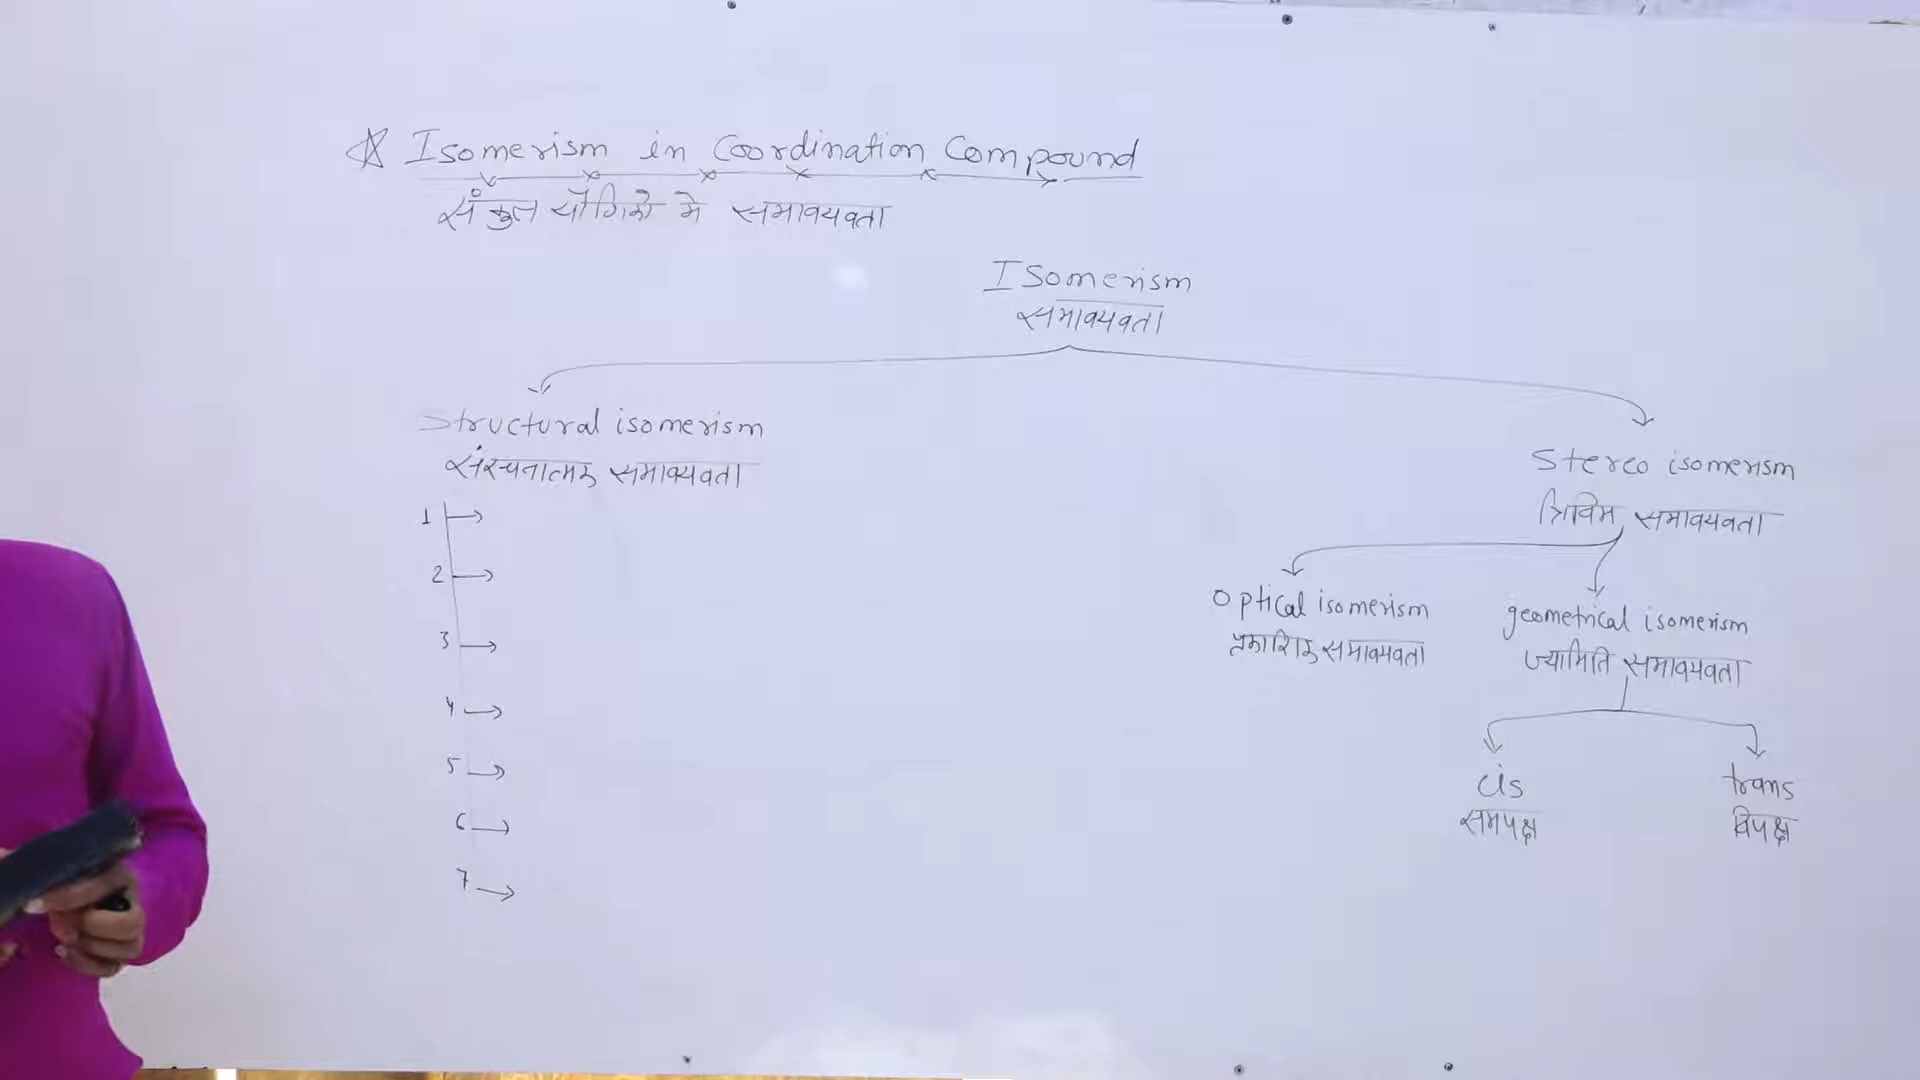 ☆ Isomerism in Coordination Compound
संकुल यौगिको मे समावयवता
Isomerism
समावयवता
Structural isomerism
संरचनात्मक समावयवता
1 →
2 →
3 →
4 →
5 →
6 →
7 →
Stereo isomerism
त्रिविम समावयवता
Optical isomerism
प्रकाशिक समावयवता
geometrical isomerism
ज्यामिति समावयवता
cis
समपक्ष
trans
विपक्ष